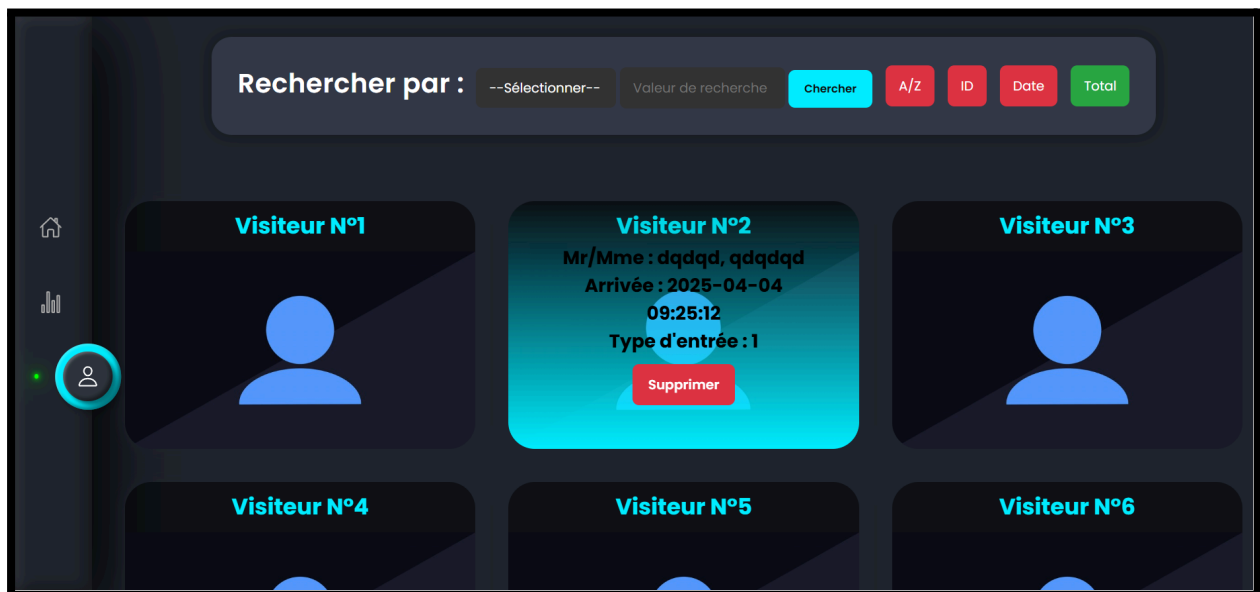 Rechercher par : --Sélectionner-- Valeur de recherche Chercher A/Z ID Date Total
Visiteur N°1
Visiteur N°2
Mr/Mme : dqdqd, qdqdqd
Arrivée : 2025-04-04
09:25:12
Type d'entrée : 1
Supprimer
Visiteur N°3
Visiteur N°4
Visiteur N°5
Visiteur N°6